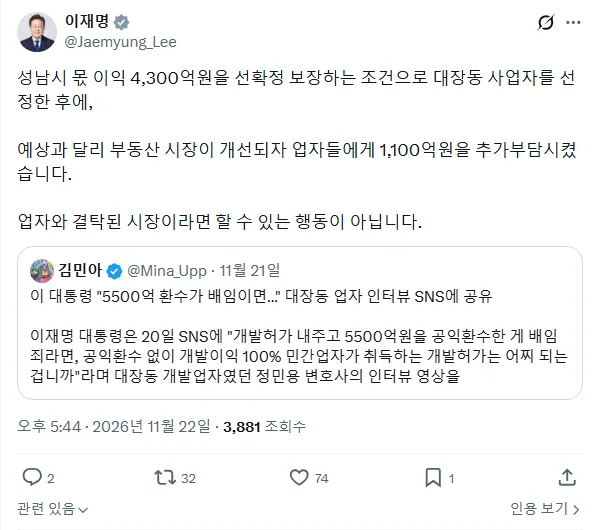 이재명
@Jaemyung_Lee
성남시 몫 이익 4,300억원을 선확정 보장하는 조건으로 대장동 사업자를 선
정한 후에,
예상과 달리 부동산 시장이 개선되자 업자들에게 1,100억원을 추가부담시켰
습니다.
업자와 결탁된 시장이라면 할 수 있는 행동이 아닙니다.
김민아 @Mina_Upp · 11월 21일
이 대통령 "5500억 환수가 배임이면..." 대장동 업자 인터뷰 SNS에 공유
이재명 대통령은 20일 SNS에 "개발허가 내주고 5500억원을 공익환수한 게 배임
죄라면, 공익환수 없이 개발이익 100% 민간업자가 취득하는 개발허가는 어찌 되는
겁니까"라며 대장동 개발업자였던 정민용 변호사의 인터뷰 영상을
오후 5:44 · 2026년 11월 22일 · 3,881 조회수
2 32 74 1
관련 있음 인용 보기